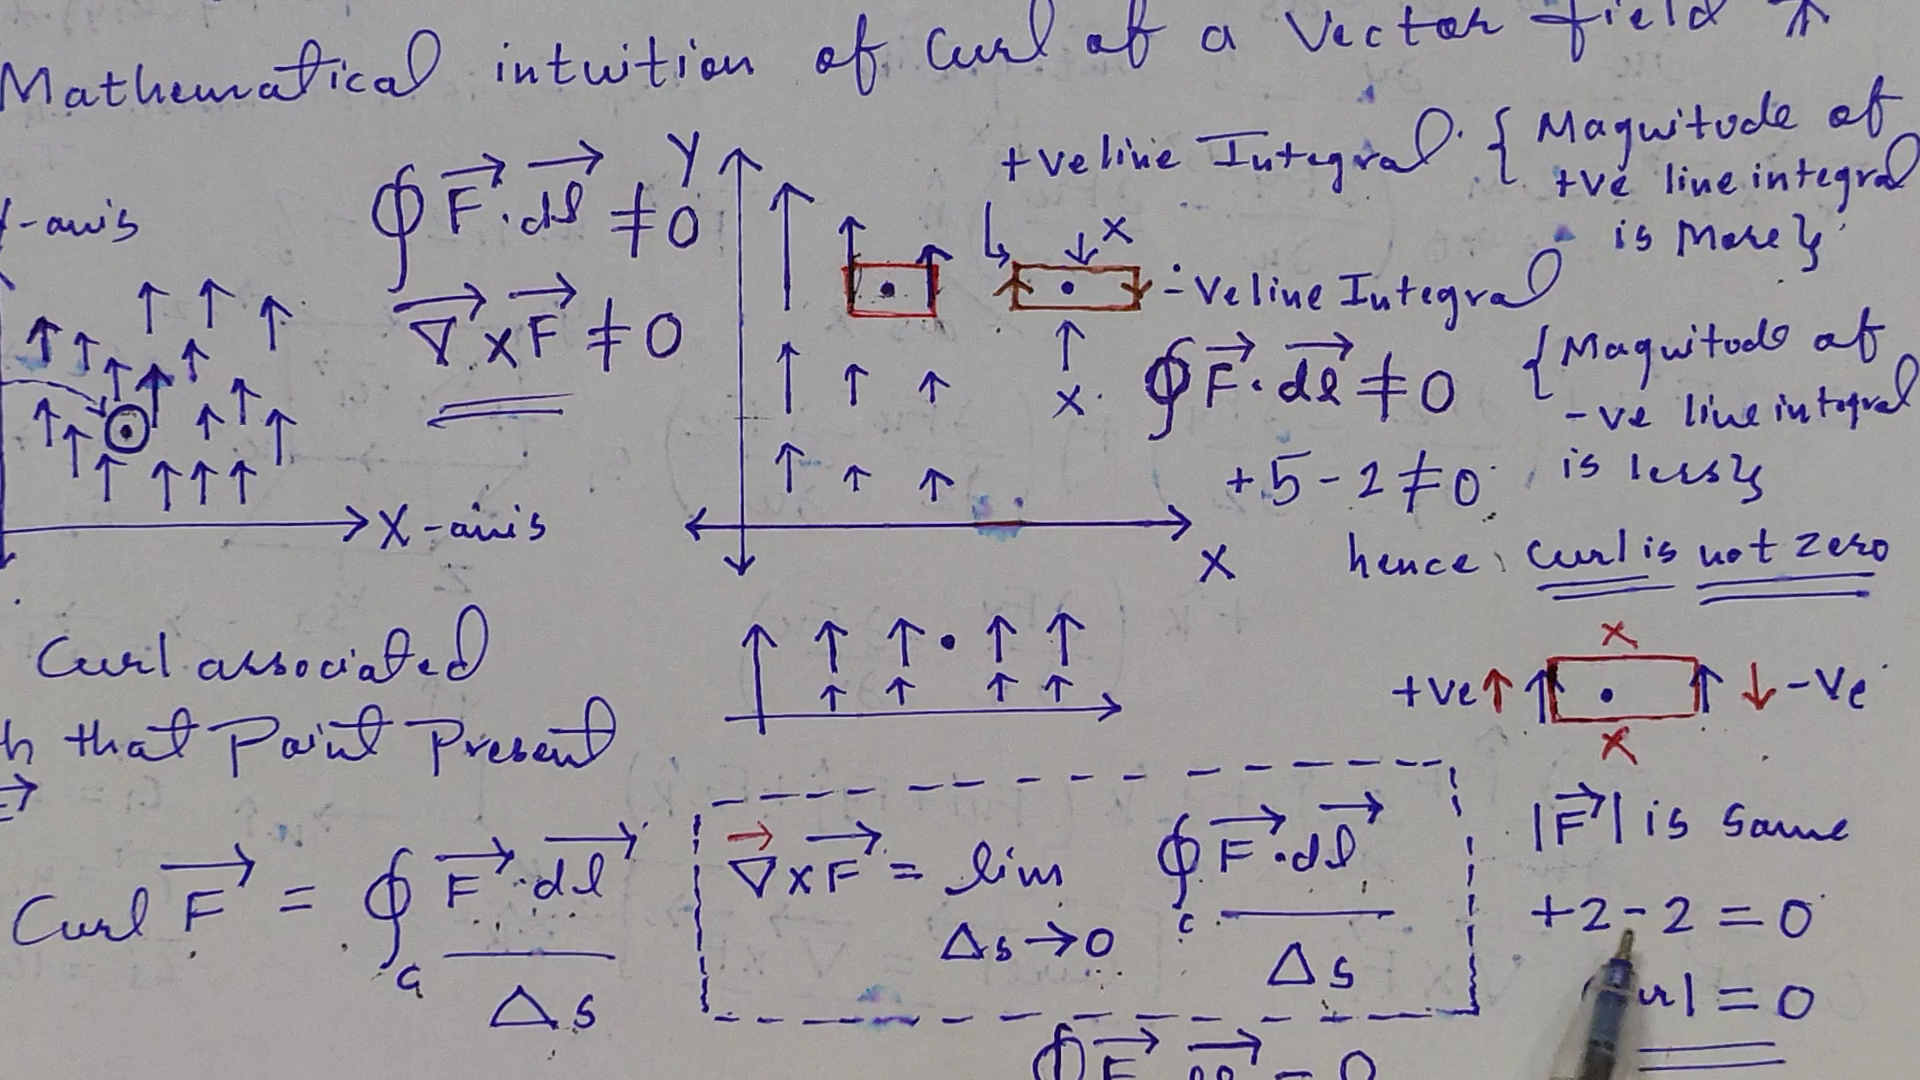 Mathematical intuition of Curl of a Vector field
-axis
∮ F⃗ . dl⃗ ≠ 0
∇⃗ x F⃗ ≠ 0
X-axis
Y
+ve line Integral. { Magnitude of
+ve line integral
is More }
x
- Ve line Integral
x.
∮ F⃗ . dl⃗ ≠ 0
{ Magnitude of
-ve line integral
is less }
+5 - 2 ≠ 0
X
hence, curl is not zero
Curl associated
that Point Present
x
+ve
-ve
x
Curl F⃗ = ∮c F⃗ . dl⃗ / Δs
∇⃗ x F⃗ = lim Δs→0 ∮c F⃗ . dl⃗ / Δs
|F⃗| is same
+2 - 2 = 0
url = 0
∮ F⃗ dl⃗ = 0